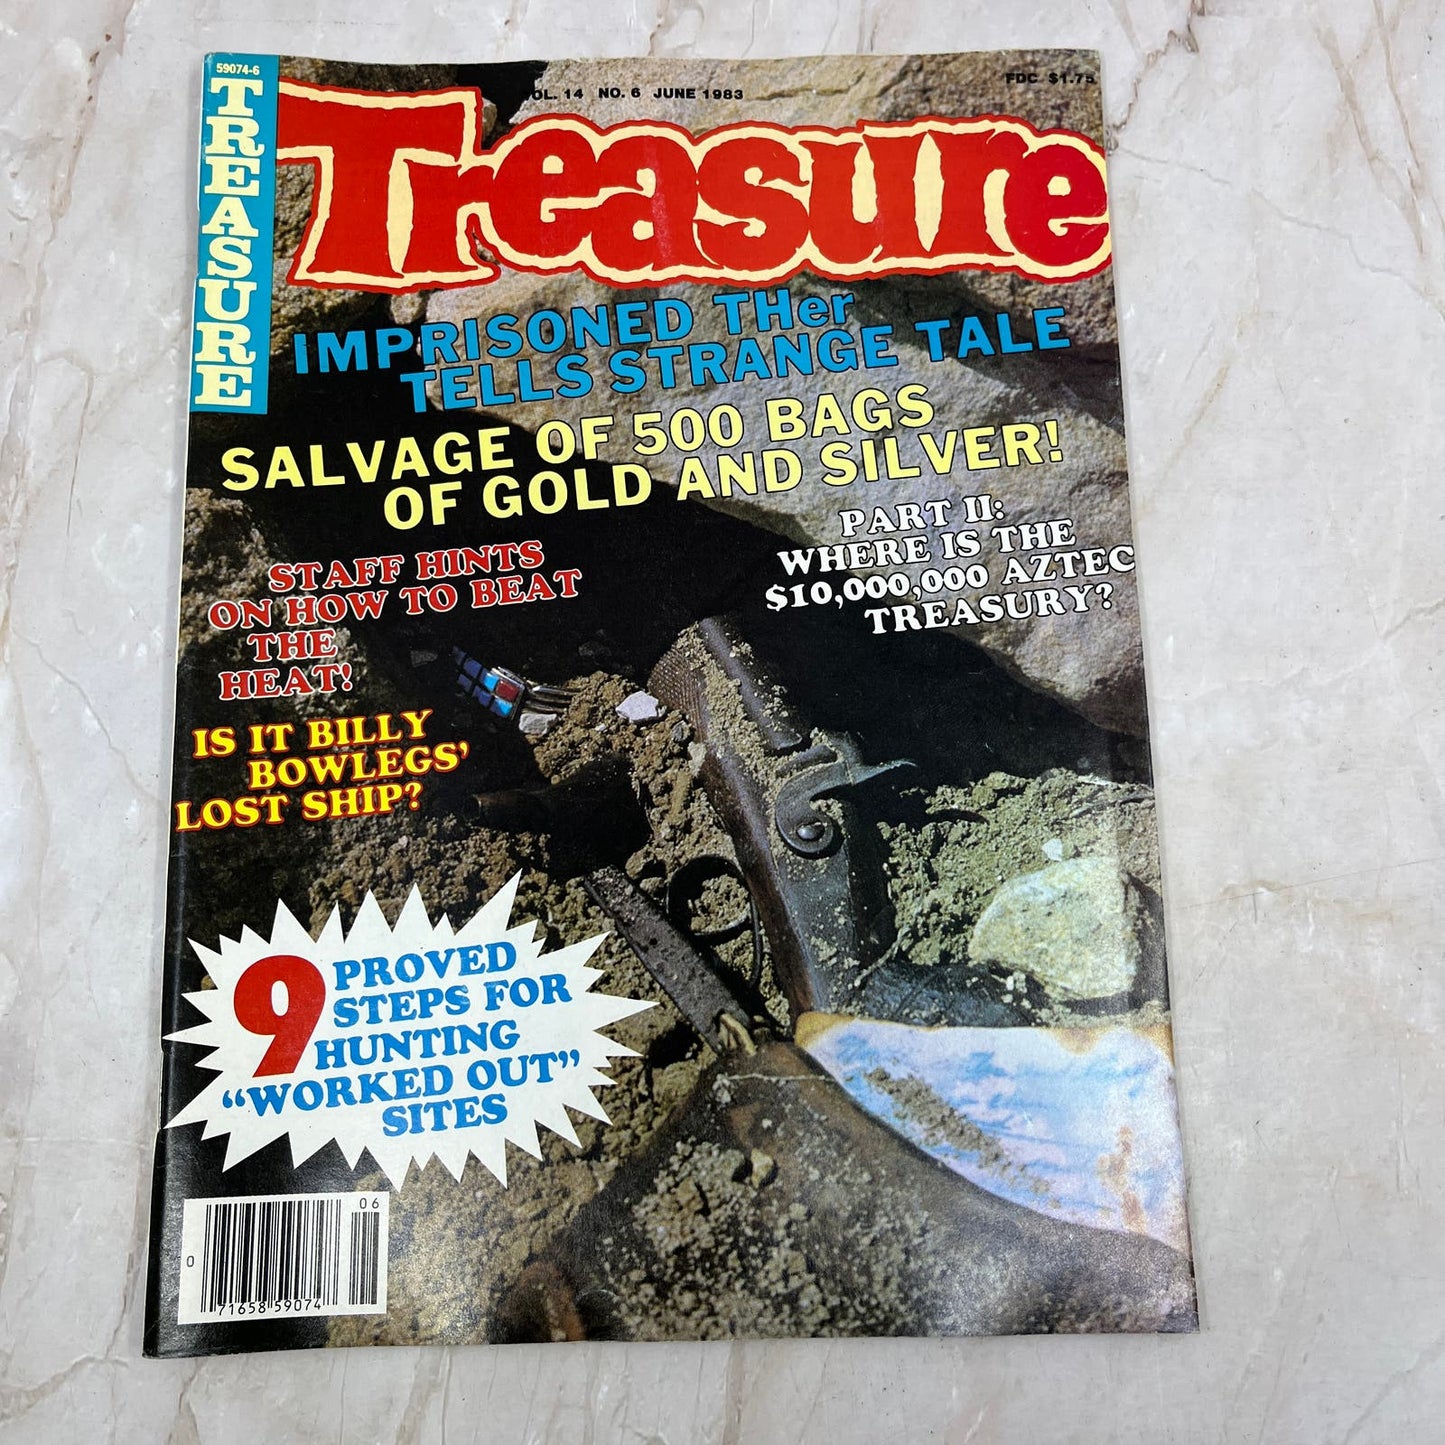 59074-6
TREASURE
VOL. 14 NO. 6 JUNE 1983
FDC $1.75
Treasure
IMPRISONED THer
TELLS STRANGE TALE
SALVAGE OF 500 BAGS
OF GOLD AND SILVER!
PART II:
WHERE IS THE
$10,000,000 AZTEC
TREASURY?
STAFF HINTS
ON HOW TO BEAT
THE
HEAT!
IS IT BILLY
BOWLEGS'
LOST SHIP?
9 PROVED
STEPS FOR
HUNTING
“WORKED OUT”
SITES
06
0
71658 59074